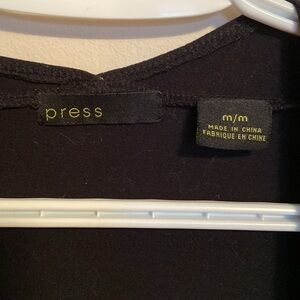 press
m/m
MADE IN CHINA
FABRIQUE EN CHINE